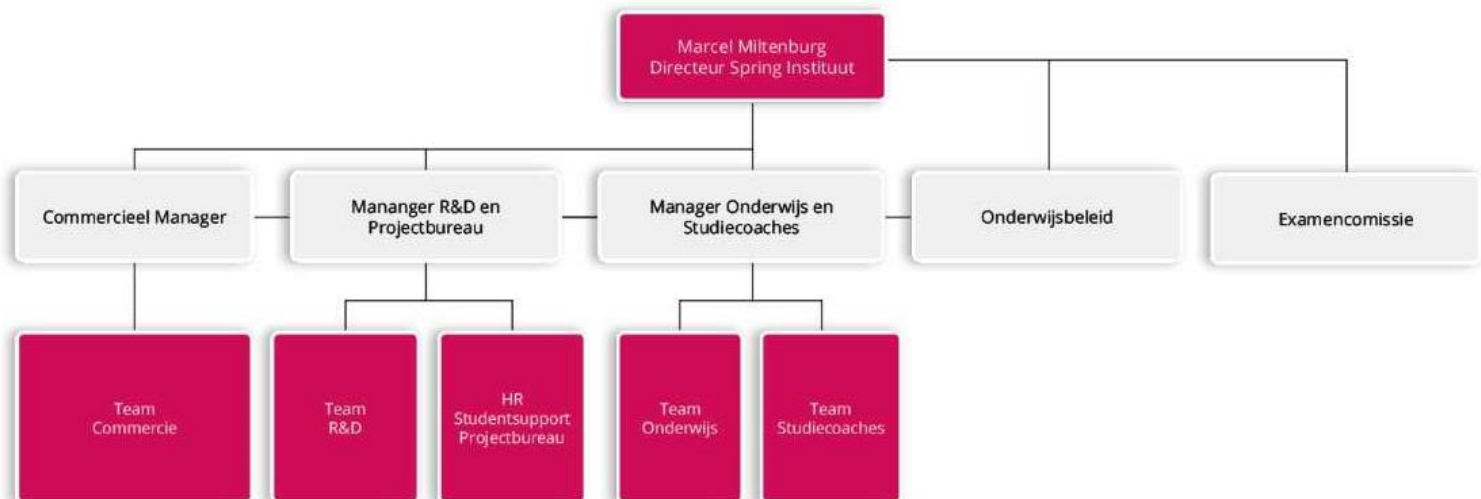 Marcel Miltenburg
Directeur Spring Instituut
Commercieel Manager
Mananger R&D en
Projectbureau
Manager Onderwijs en
Studiecoaches
Onderwijsbeleid
Examencomissie
Team
Commercie
Team
R&D
HR
Studentsupport
Projectbureau
Team
Onderwijs
Team
Studiecoaches